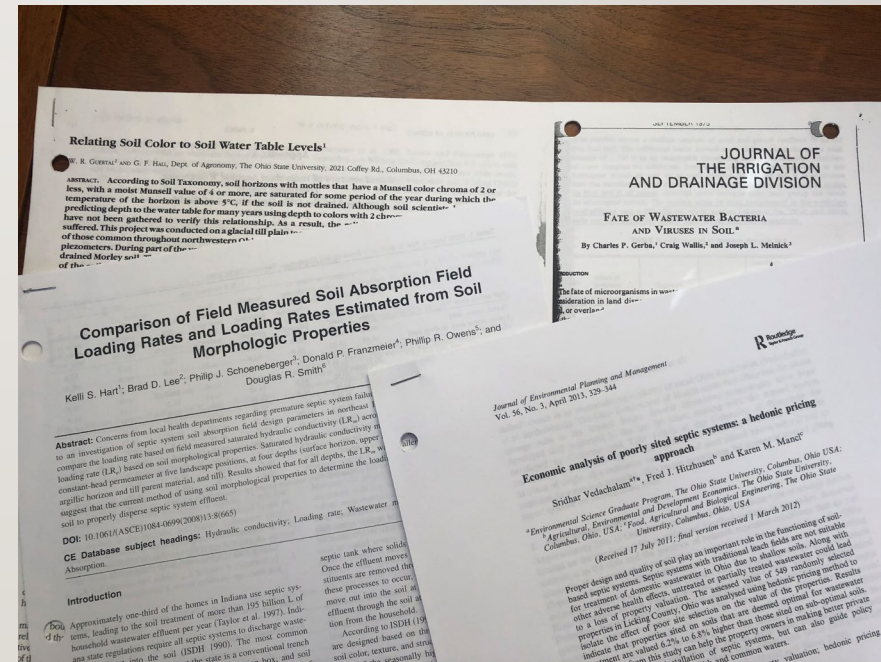 Relating Soil Color to Soil Water Table Levels¹
W. R. GUERTAL² AND G. F. HALL, Dept. of Agronomy, The Ohio State University, 2021 Coffey Rd., Columbus, OH 43210
ABSTRACT. According to Soil Taxonomy, soil horizons with mottles that have a Munsell color chroma of 2 or
less, with a moist Munsell value of 4 or more, are saturated for some period of the year during which the
temperature of the horizon is above 5°C, if the soil is not drained. Although soil scientists
predicting depth to the water table for many years using depth to colors with 2
have not been gathered to verify this relationship. As a result, the
suffered. This project was conducted on a glacial till plain
of those common throughout northwestern
piezometers. During part of the
drained Morley soil
of the
JOURNAL OF
THE IRRIGATION
AND DRAINAGE DIVISION
FATE OF WASTEWATER BACTERIA
AND VIRUSES IN SOIL
By Charles P. Gerba,¹ Craig Wallis,² and Joseph L. Melnick³
The fate of microorganisms in
in land
or
Comparison of Field Measured Soil Absorption Field
Loading Rates and Loading Rates Estimated from Soil
Morphologic Properties
Kelli S. Hart¹; Brad D. Lee²; Philip J. Schoeneberger³; Donald P. Franzmeier⁴; Phillip R. Owens⁵; and
Douglas R. Smith⁶
Abstract: Concerns from local health departments regarding premature septic system
to an investigation of septic system soil absorption field design parameters in northeast
compare the loading rate based on field measured saturated hydraulic conductivity
loading rate based on soil morphological properties. Saturated hydraulic conductivity
constant-head permeameter at five landscape positions, at four depths (surface horizon, upper
argillic horizon and till parent material, and till). Results showed that for all depths, the
suggest that the current method of using soil morphological properties to determine the
soil to properly disperse septic system effluent.
DOI: 10.1061/(ASCE)1084-0699(2008)13:8(665)
CE Database subject headings: Hydraulic conductivity; Loading rate; Wastewater
Absorption.
Introduction
Approximately one-third of the homes in Indiana use septic sys-
tems, leading to the soil treatment of more than 195 billion L of
household wastewater effluent per year (Taylor et al. 1997). Indi-
ana state regulations require all septic systems to discharge waste-
into the soil (ISDH 1990). The most common
state is a conventional trench
box, and soil
septic tank where solids
Once the effluent moves
stituents are removed
these processes to occur,
move out into the soil
effluent through the soil
tion from the household.
According to ISDH
are designed based on the
soil color, texture, and
Routledge
Taylor & Francis Group
Journal of Environmental Planning and Management
Vol. 56, No. 3, April 2013, 329–344
Economic analysis of poorly sited septic systems: a hedonic pricing
approach
Sridhar Vedachalam, Fred J. Hitzhusen and Karen M. Mancl
Environmental Science Graduate Program, The Ohio State University, Columbus, Ohio USA;
Agricultural, Environmental and Development Economics, The Ohio State University,
Columbus, Ohio, USA; Food, Agricultural and Biological Engineering, The Ohio State
University, Columbus, Ohio, USA
(Received 17 July 2011; final version received 1 March 2012)
Proper design and quality of soil play an important role in the functioning of soil-
based septic systems. Septic systems with traditional leach fields are not suitable
for treatment of domestic wastewater in Ohio due to shallow soils. Along with
other adverse health effects, untreated or partially treated wastewater could lead
to a loss of property valuation. The assessed value of 549 randomly selected
properties in Licking County, Ohio was analysed using hedonic pricing method to
isolate the effect of poor site selection on the value of the properties. Results
indicate that properties sited on soils that are deemed optimal for wastewater
are valued 6.2% to 6.8% higher than those sited on sub-optimal soils.
from this study can help the property owners in making better private
of septic systems, but can also guide policy
and common waters.
valuation; hedonic pricing